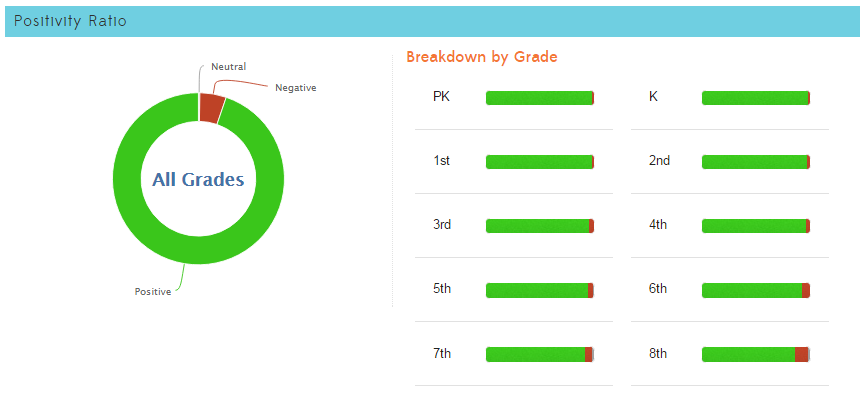 Positivity Ratio
Neutral
Negative
All Grades
Positive
Breakdown by Grade
PK
K
1st
2nd
3rd
4th
5th
6th
7th
8th